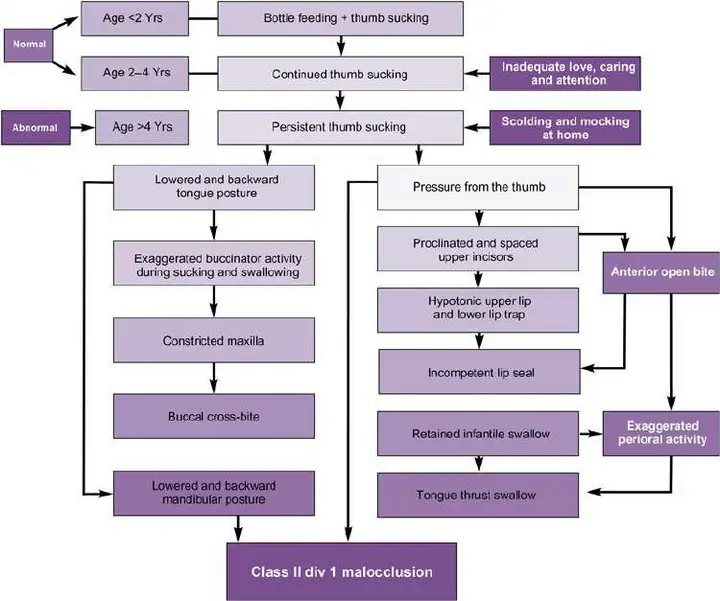 Age <2 Yrs
Bottle feeding + thumb sucking
Normal
Age 2–4 Yrs
Continued thumb sucking
Inadequate love, caring
and attention
Abnormal
Age >4 Yrs
Persistent thumb sucking
Scolding and mocking
at home
Lowered and backward
tongue posture
Pressure from the thumb
Exaggerated buccinator activity
during sucking and swallowing
Proclinated and spaced
upper incisors
Anterior open bite
Hypotonic upper lip
and lower lip trap
Constricted maxilla
Incompetent lip seal
Buccal cross-bite
Retained infantile swallow
Exaggerated
perioral activity
Lowered and backward
mandibular posture
Tongue thrust swallow
Class II div 1 malocclusion